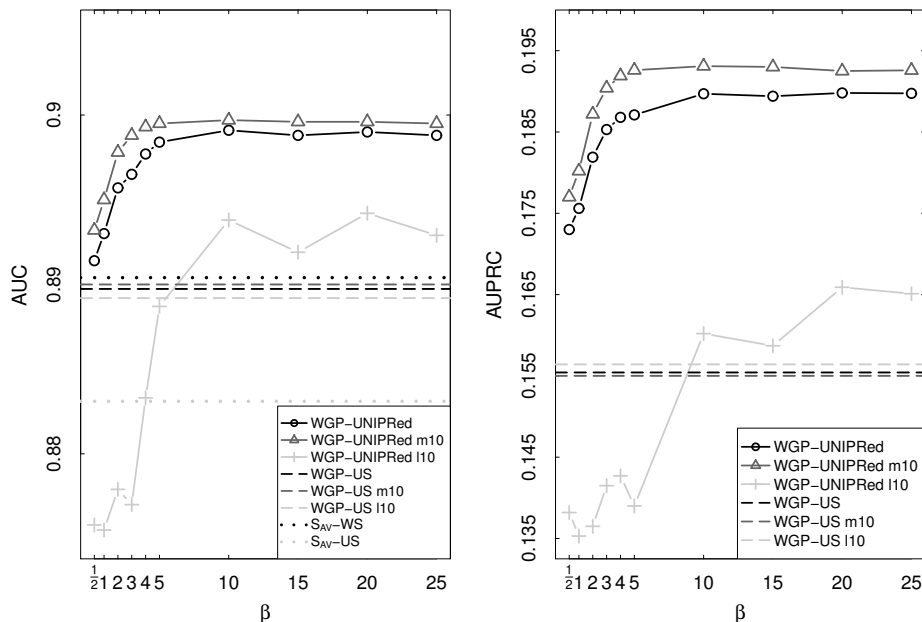 AUC
0.88
0.89
0.9
1/2 1 2 3 4 5 10 15 20 25
β
WGP−UNIPRed
WGP−UNIPRed m10
WGP−UNIPRed l10
WGP−US
WGP−US m10
WGP−US l10
S_AV−WS
S_AV−US
AUPRC
0.135
0.145
0.155
0.165
0.175
0.185
0.195
1/2 1 2 3 4 5 10 15 20 25
β
WGP−UNIPRed
WGP−UNIPRed m10
WGP−UNIPRed l10
WGP−US
WGP−US m10
WGP−US l10